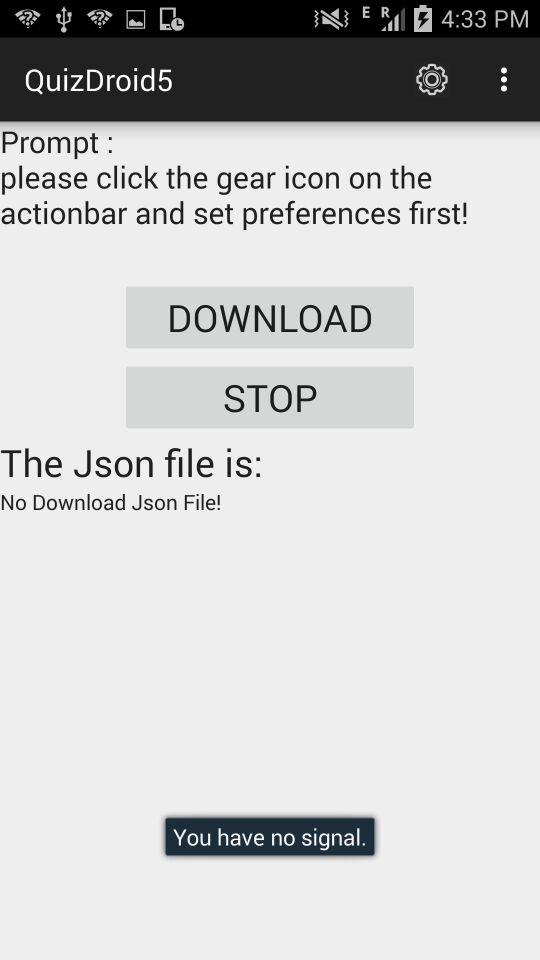 E R 4:33 PM
QuizDroid5
Prompt :
please click the gear icon on the
actionbar and set preferences first!
DOWNLOAD
STOP
The Json file is:
No Download Json File!
You have no signal.